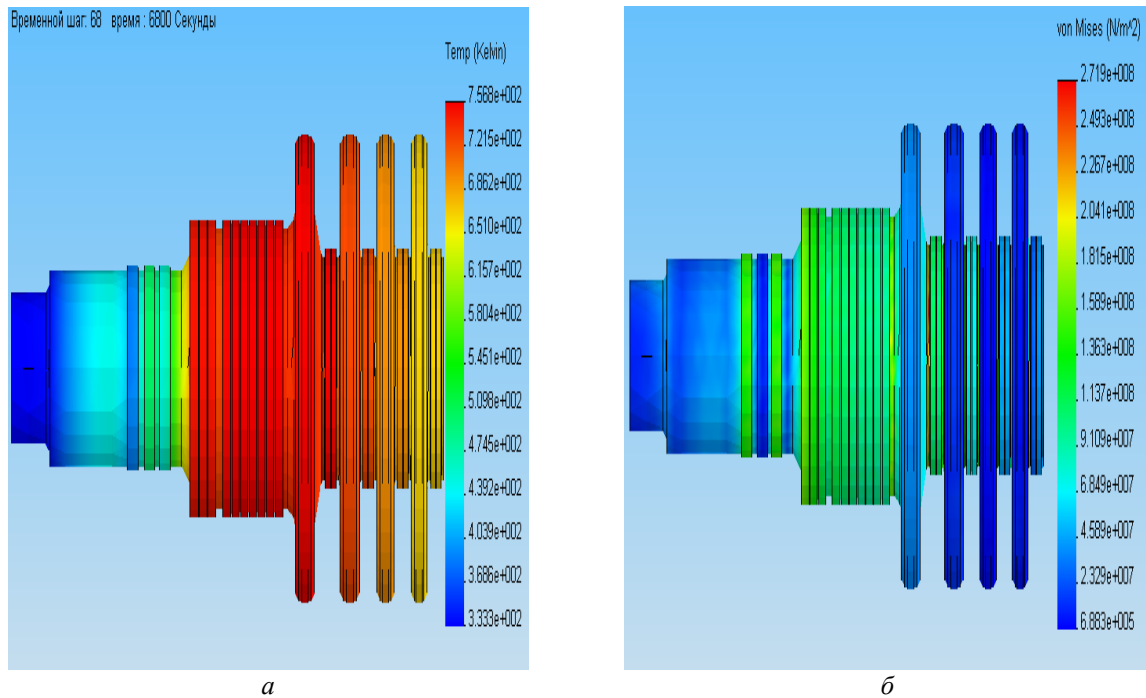 Временной шаг: 68 время : 6800 Секунды
Temp (Kelvin)
7.568e+002
7.215e+002
6.862e+002
6.510e+002
6.157e+002
5.804e+002
5.451e+002
5.098e+002
4.745e+002
4.392e+002
4.039e+002
3.686e+002
3.333e+002
а
von Mises (N/m^2)
2.719e+008
2.493e+008
2.267e+008
2.041e+008
1.815e+008
1.589e+008
1.363e+008
1.137e+008
9.107e+007
6.849e+007
4.589e+007
2.329e+007
6.883e+005
б